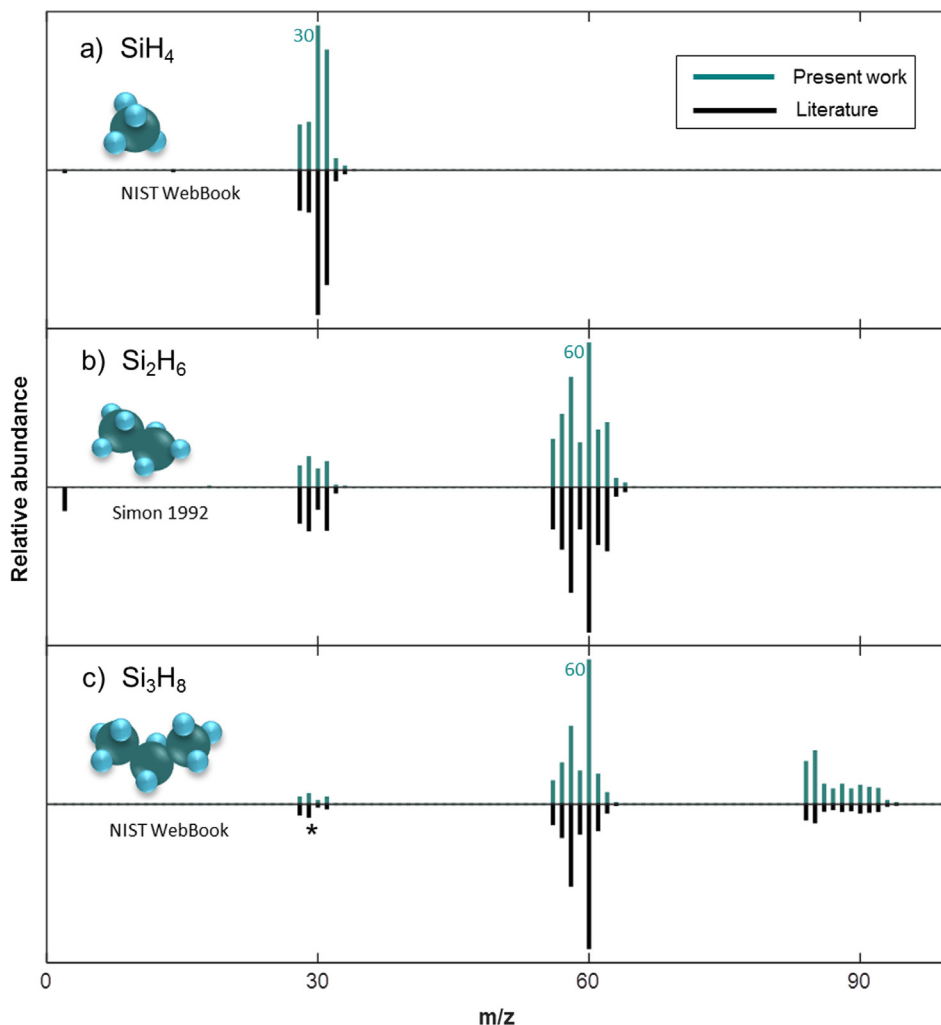 a) SiH₄
30
Present work
Literature
NIST WebBook
b) Si₂H₆
60
Simon 1992
c) Si₃H₈
60
NIST WebBook
*
Relative abundance
0 30 60 90
m/z